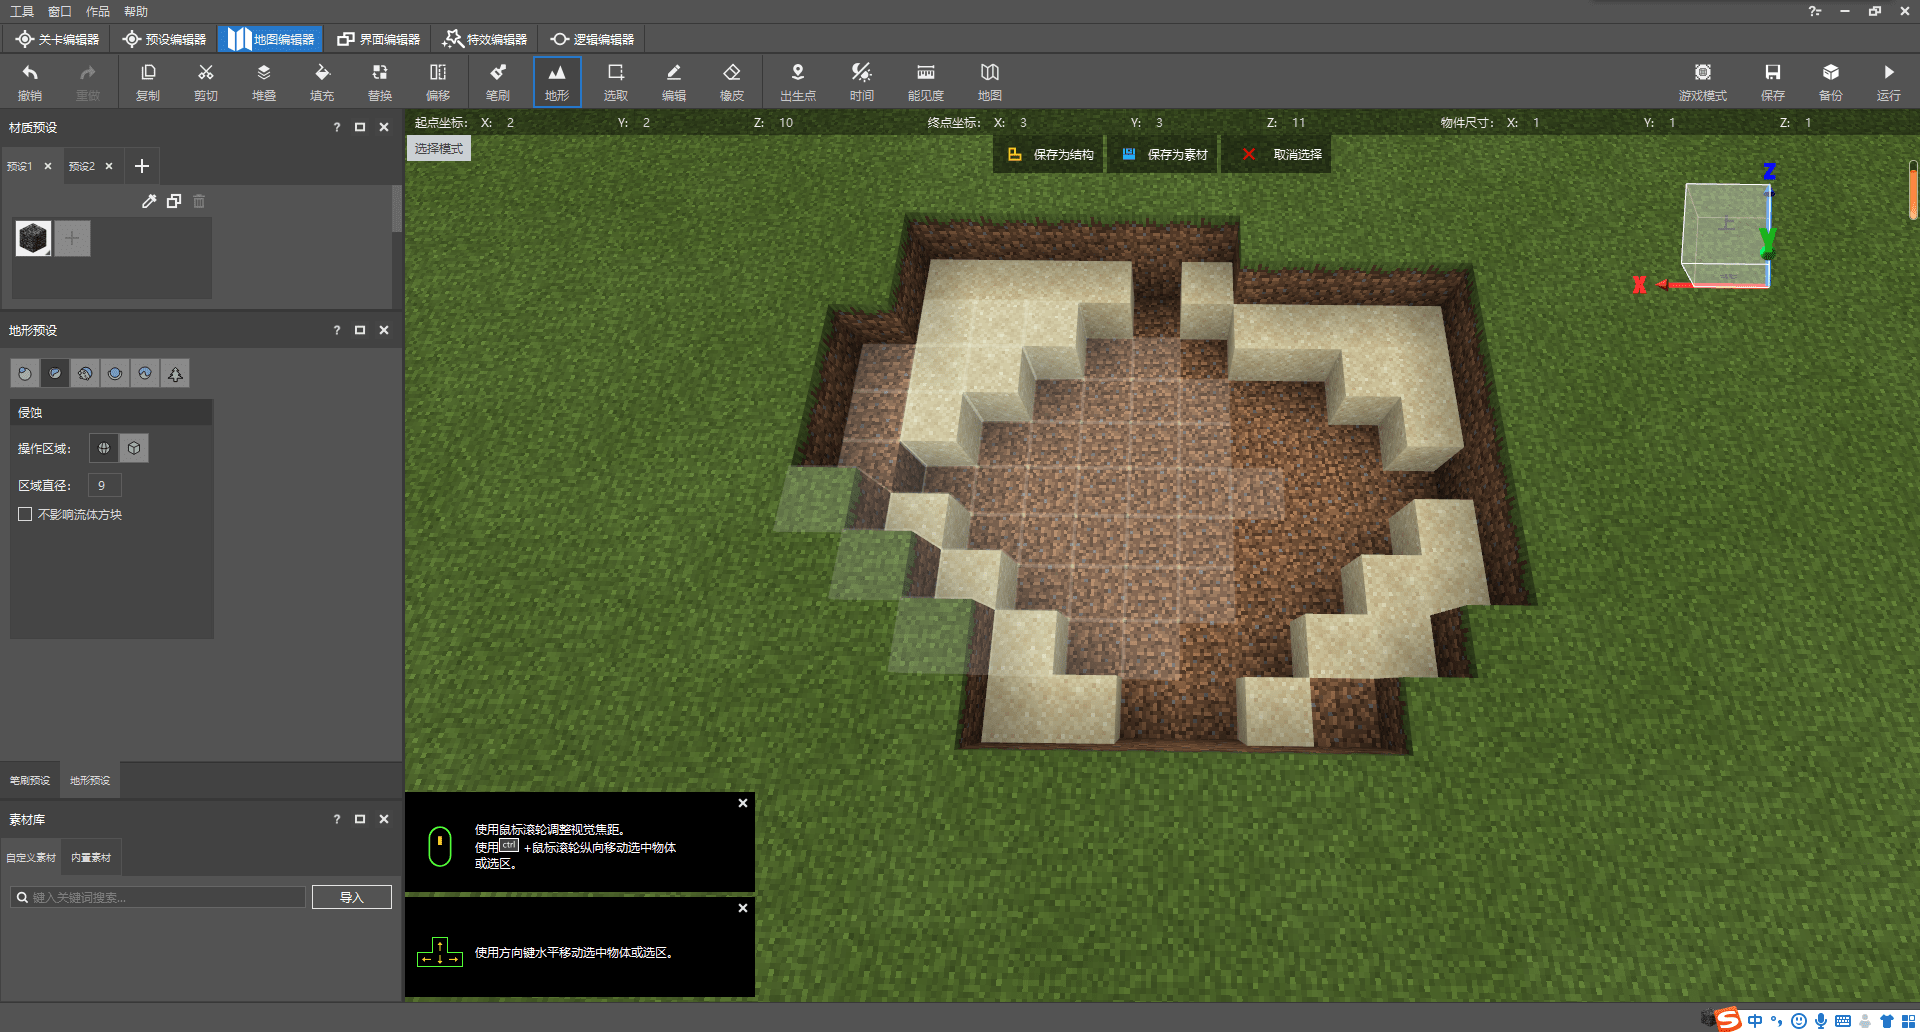 工具 窗口 作品 帮助
关卡编辑器 预设编辑器 地图编辑器 界面编辑器 特效编辑器 逻辑编辑器
撤销 重做 复制 剪切 堆叠 填充 替换 偏移 笔刷 地形 选取 编辑 橡皮 出生点 时间 能见度 地图 游戏模式 保存 备份 运行
材质预设 ?
起点坐标: X: 2 Y: 2 Z: 10 终点坐标: X: 3 Y: 3 Z: 11 物件尺寸: X: 1 Y: 1 Z: 1
选择模式
保存为结构 保存为素材 取消选择
预设1 预设2
Z
上
Y
X
地形预设 ?
侵蚀
操作区域:
区域直径: 9
不影响流体方块
笔刷预设 地形预设
素材库 ?
自定义素材 内置素材
键入关键词搜索... 导入
使用鼠标滚轮调整视觉焦距。
使用ctrl+鼠标滚轮纵向移动选中物体
或选区。
使用方向键水平移动选中物体或选区。
S 中